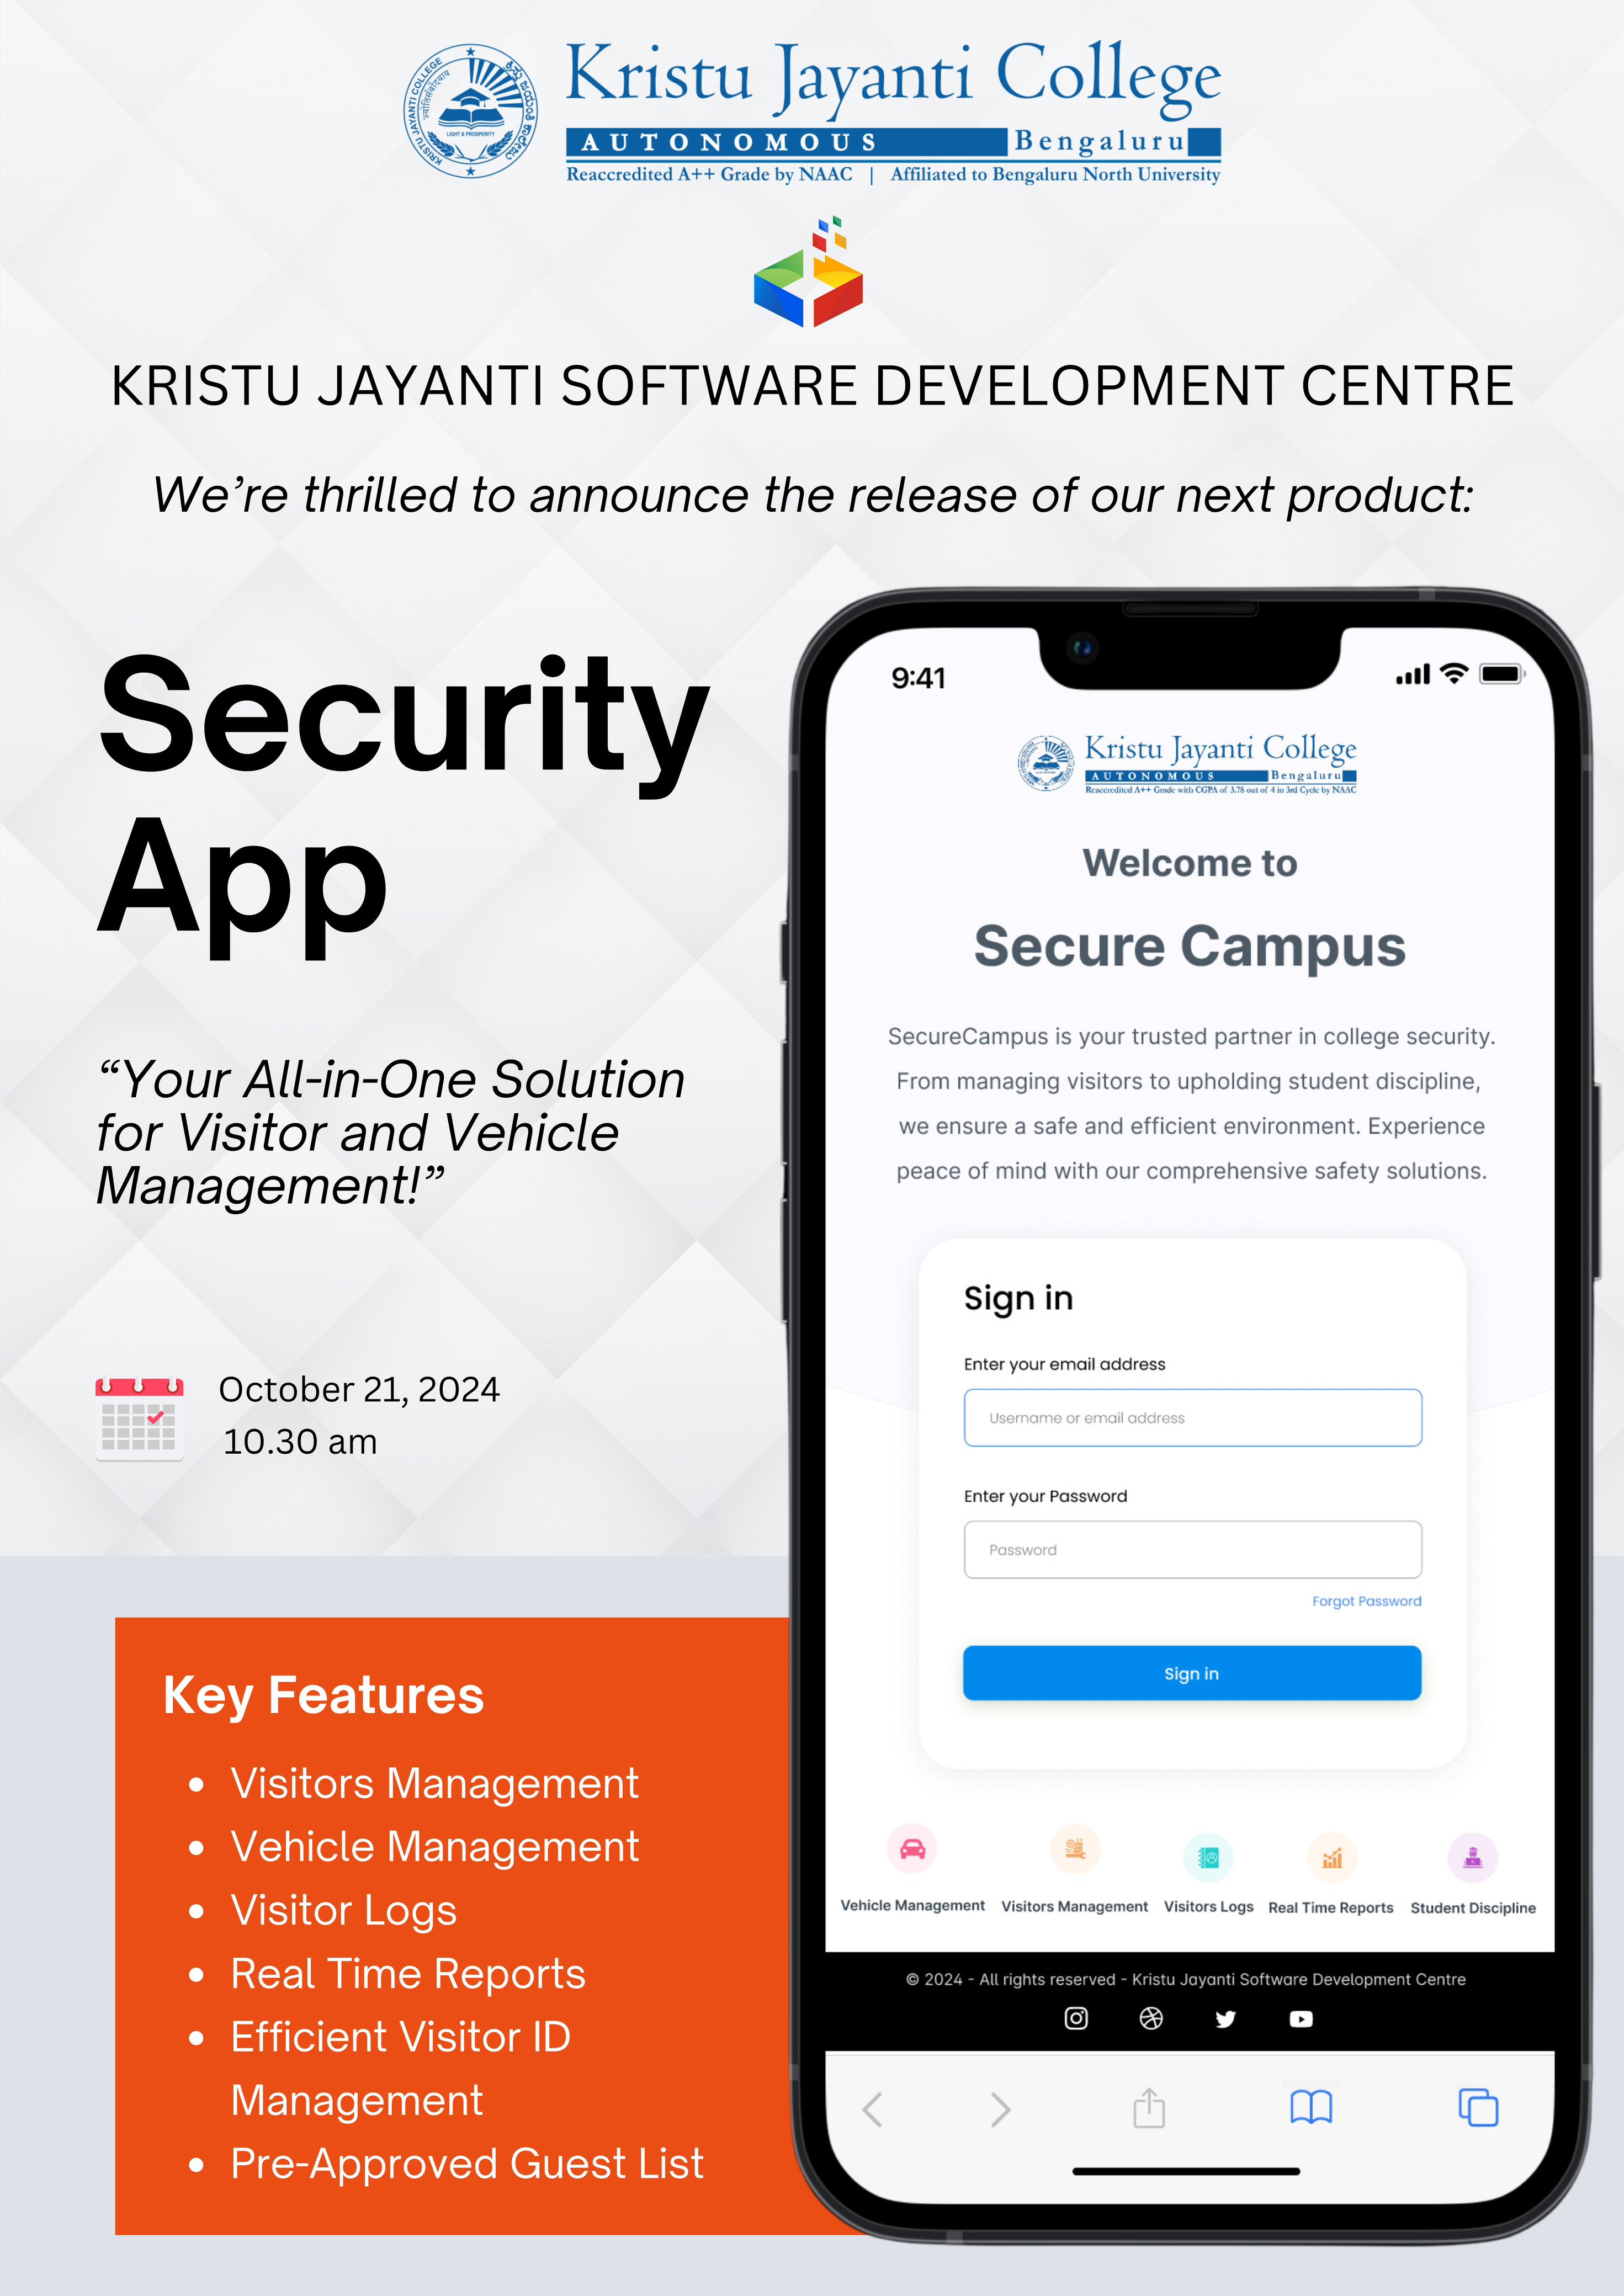 Kristu Jayanti College
AUTONOMOUS Bengaluru
Reaccredited A++ Grade by NAAC | Affiliated to Bengaluru North University
KRISTU JAYANTI COLLEGE
LIGHT & PROSPERITY
KRISTU JAYANTI SOFTWARE DEVELOPMENT CENTRE
We’re thrilled to announce the release of our next product:
Security
App
“Your All-in-One Solution
for Visitor and Vehicle
Management!”
October 21, 2024
10.30 am
Key Features
• Visitors Management
• Vehicle Management
• Visitor Logs
• Real Time Reports
• Efficient Visitor ID
Management
• Pre-Approved Guest List
9:41
Kristu Jayanti College
AUTONOMOUS Bengaluru
Reaccredited A++ Grade with CGPA of 3.78 out of 4 in 3rd Cycle by NAAC
Welcome to
Secure Campus
SecureCampus is your trusted partner in college security.
From managing visitors to upholding student discipline,
we ensure a safe and efficient environment. Experience
peace of mind with our comprehensive safety solutions.
Sign in
Enter your email address
Username or email address
Enter your Password
Password
Forgot Password
Sign in
Vehicle Management Visitors Management Visitors Logs Real Time Reports Student Discipline
© 2024 - All rights reserved - Kristu Jayanti Software Development Centre